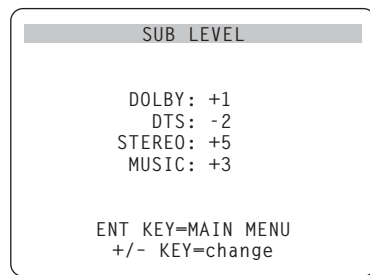 SUB LEVEL
DOLBY: +1
DTS: -2
STEREO: +5
MUSIC: +3
ENT KEY=MAIN MENU
+/- KEY=change